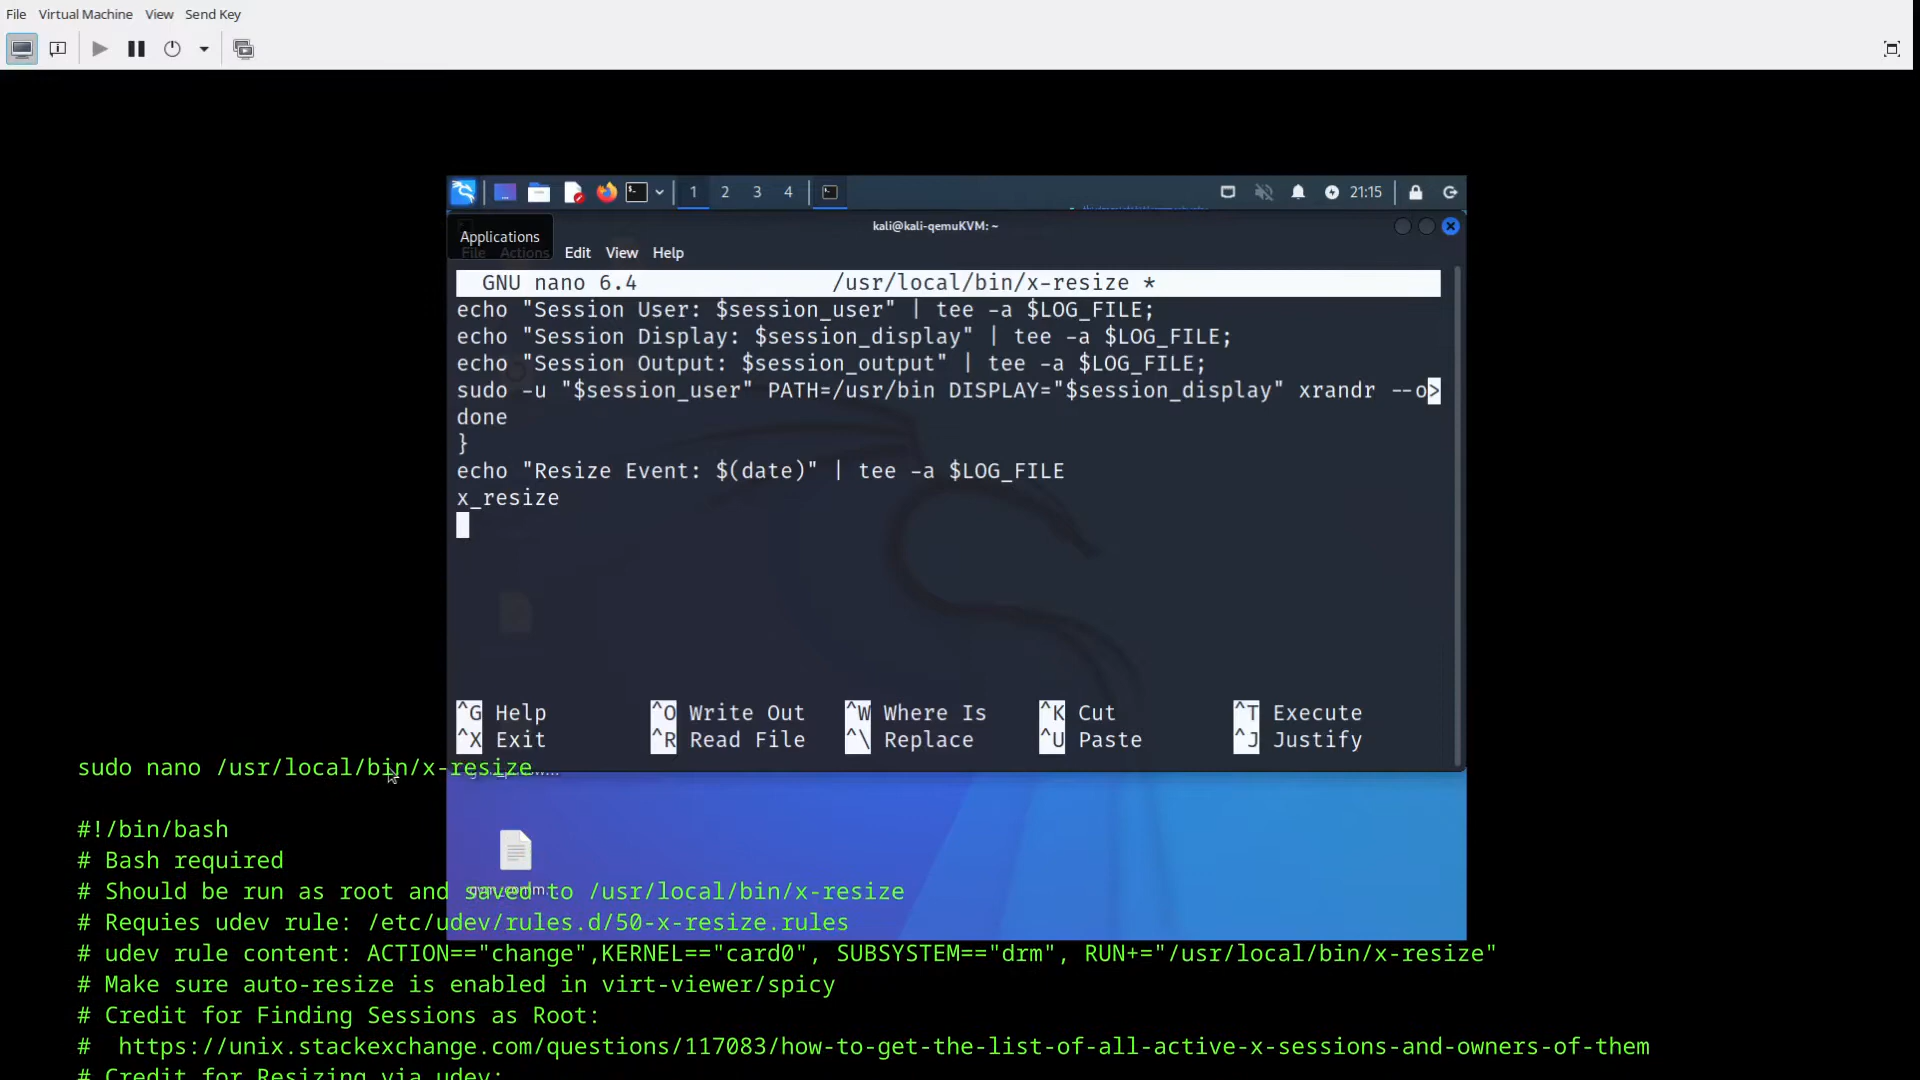 File Virtual Machine View Send Key
1 2 3 4 21:15
kali@kali-qemuKVM: ~
Applications
File Actions Edit View Help
GNU nano 6.4 /usr/local/bin/x-resize *
echo "Session User: $session_user" | tee -a $LOG_FILE;
echo "Session Display: $session_display" | tee -a $LOG_FILE;
echo "Session Output: $session_output" | tee -a $LOG_FILE;
sudo -u "$session_user" PATH=/usr/bin DISPLAY="$session_display" xrandr --o>
done
}
echo "Resize Event: $(date)" | tee -a $LOG_FILE
x_resize
^G Help ^O Write Out ^W Where Is ^K Cut ^T Execute
^X Exit ^R Read File ^\ Replace ^U Paste ^J Justify
sudo nano /usr/local/bin/x-resize
#!/bin/bash
# Bash required
# Should be run as root and saved to /usr/local/bin/x-resize
# Requies udev rule: /etc/udev/rules.d/50-x-resize.rules
# udev rule content: ACTION=="change",KERNEL=="card0", SUBSYSTEM=="drm", RUN+="/usr/local/bin/x-resize"
# Make sure auto-resize is enabled in virt-viewer/spicy
# Credit for Finding Sessions as Root:
# https://unix.stackexchange.com/questions/117083/how-to-get-the-list-of-all-active-x-sessions-and-owners-of-them
# Credit for Resizing via udev: